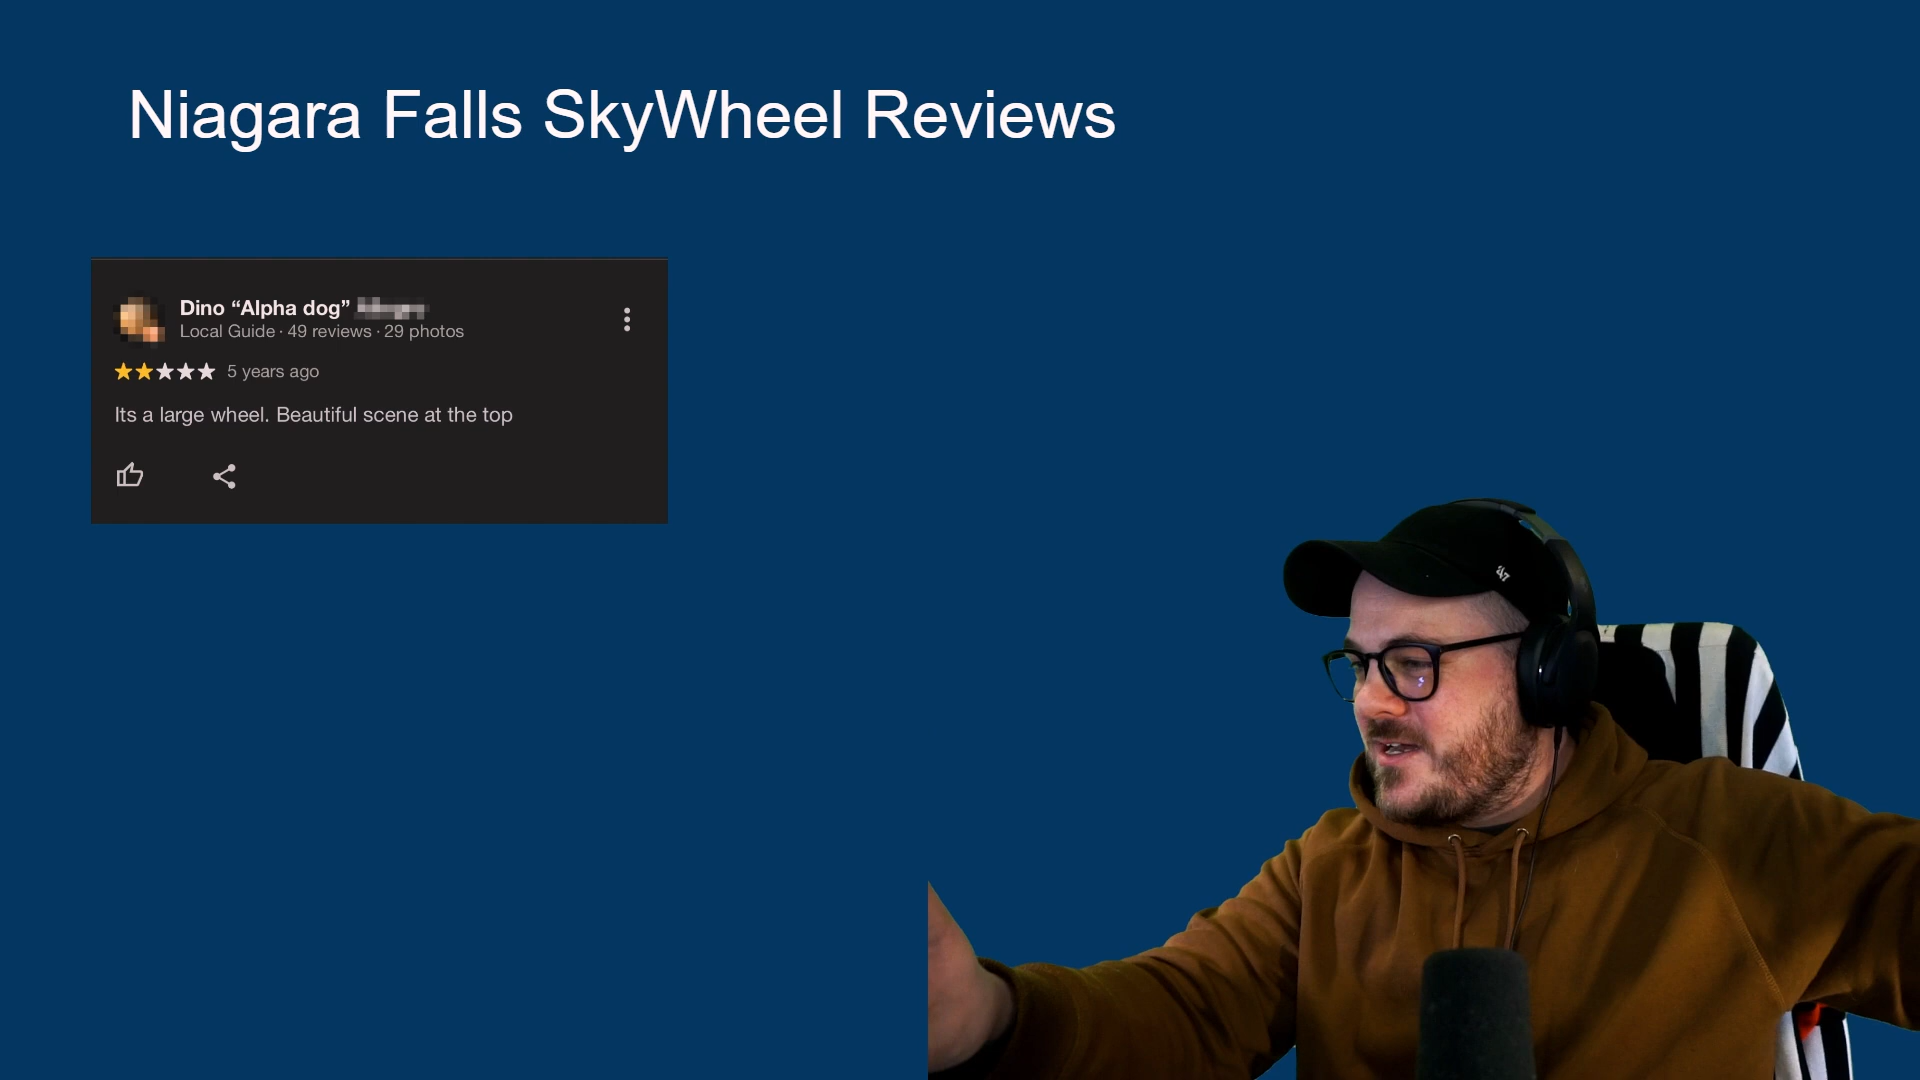 Niagara Falls SkyWheel Reviews
Dino “Alpha dog”
Local Guide · 49 reviews · 29 photos
5 years ago
Its a large wheel. Beautiful scene at the top
47